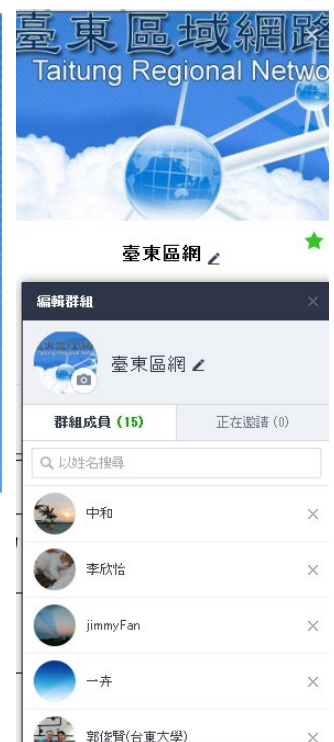 臺東區域網路
Taitung Regional Netwo
臺東區網
編輯群組
臺東區網
群組成員 (15)
正在邀請 (0)
以姓名搜尋
中和
李欣怡
jimmyFan
一卉
郭俊賢(台東大學)